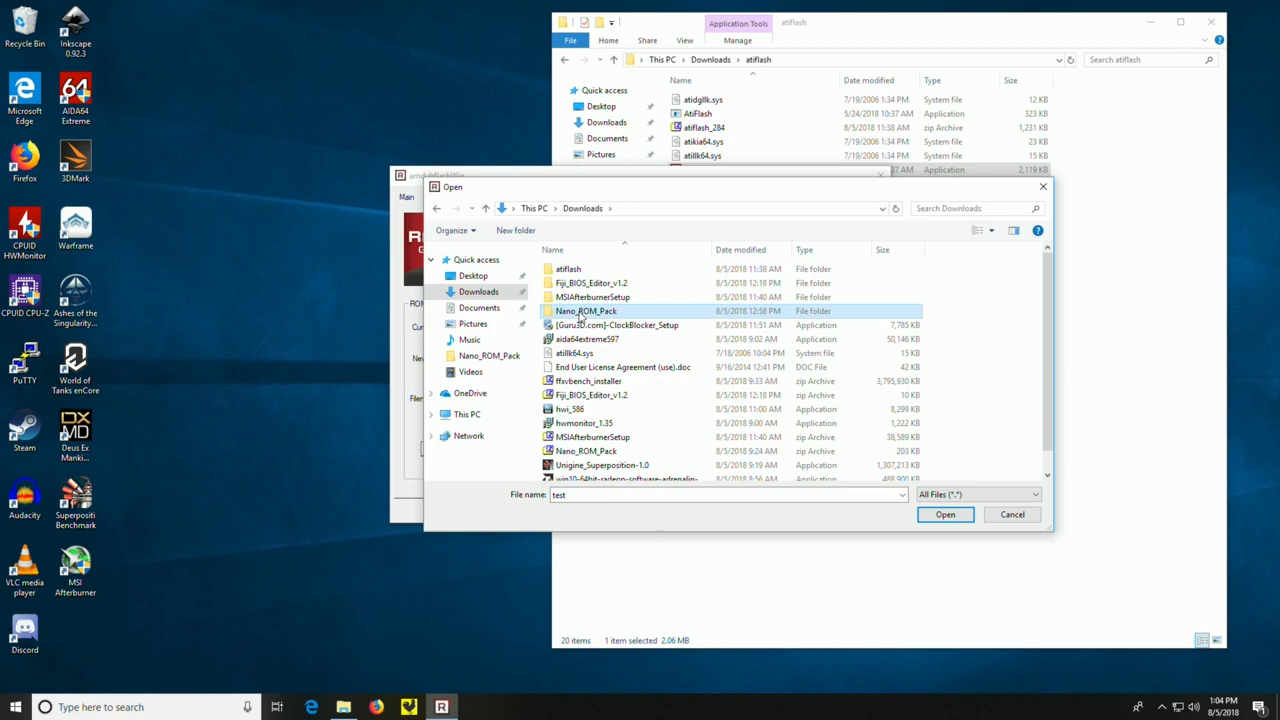 Recycle Bin
Inkscape
0.92.3
Microsoft
Edge
64
AIDA64
Extreme
Firefox
3DMark
CPUID
HWMonitor
Warframe
CPUID CPU-Z
Ashes of the
Singularity...
PuTTY
World of
Tanks enCore
Steam
DX
MD
Deus Ex
Manki...
Audacity
Superpositi
Benchmark
VLC media
player
MSI
Afterburner
Discord
Application Tools
atiflash
File
Home
Share
View
Manage
This PC
Downloads
atiflash
Search atiflash
Name
Date modified
Type
Size
Quick access
Desktop
Downloads
Documents
Pictures
atidgllk.sys 7/19/2006 1:34 PM System file 12 KB
AtiFlash 5/24/2018 10:37 AM Application 323 KB
atiflash_284 8/5/2018 11:38 AM zip Archive 1,231 KB
atikia64.sys 7/19/2006 1:34 PM System file 23 KB
atillk64.sys 7/19/2006 1:34 PM System file 15 KB
37 AM Application 2,119 KB
amdvbflashWin
Main
Open
This PC
Downloads
Search Downloads
Organize
New folder
Name
Date modified
Type
Size
Quick access
Desktop
Downloads
Documents
Pictures
Music
Nano_ROM_Pack
Videos
OneDrive
This PC
Network
atiflash 8/5/2018 11:38 AM File folder
Fiji_BIOS_Editor_v1.2 8/5/2018 12:18 PM File folder
MSIAfterburnerSetup 8/5/2018 11:40 AM File folder
Nano_ROM_Pack 8/5/2018 12:58 PM File folder
[Guru3D.com]-ClockBlocker_Setup 8/5/2018 11:51 AM Application 7,785 KB
aida64extreme597 8/5/2018 9:02 AM Application 50,146 KB
atillk64.sys 7/18/2006 10:04 PM System file 15 KB
End User License Agreement (use).doc 9/16/2014 12:41 PM DOC File 42 KB
ffxvbench_installer 8/5/2018 9:33 AM zip Archive 3,795,930 KB
Fiji_BIOS_Editor_v1.2 8/5/2018 12:18 PM zip Archive 10 KB
hwi_586 8/5/2018 11:00 AM Application 8,299 KB
hwmonitor_1.35 8/5/2018 9:00 AM Application 1,222 KB
MSIAfterburnerSetup 8/5/2018 11:40 AM zip Archive 38,589 KB
Nano_ROM_Pack 8/5/2018 9:24 AM zip Archive 203 KB
Unigine_Superposition-1.0 8/5/2018 9:19 AM Application 1,307,213 KB
win10-64bit-radeon-software-adrenalin- 8/5/2018 8:56 AM Application 488,900 KB
File name:
test
All Files (*.*)
Open
Cancel
20 items
1 item selected 2.06 MB
Type here to search
1:04 PM
8/5/2018